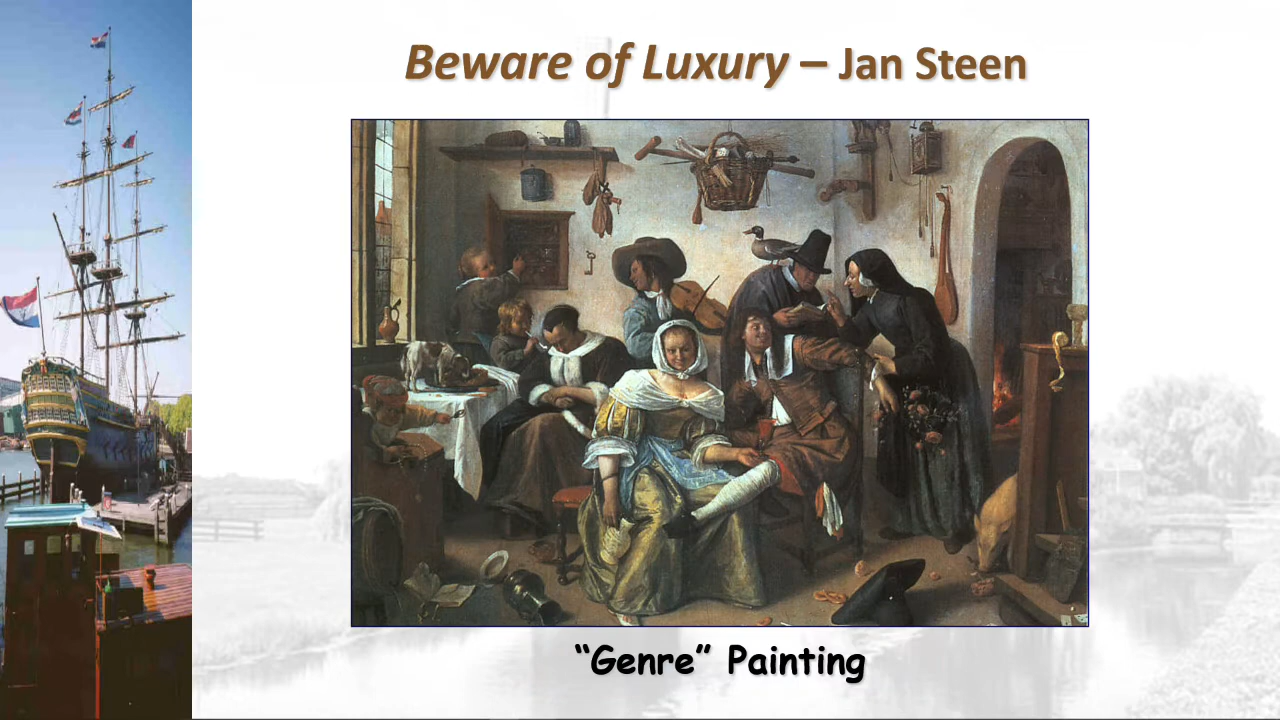 Beware of Luxury – Jan Steen
“Genre” Painting